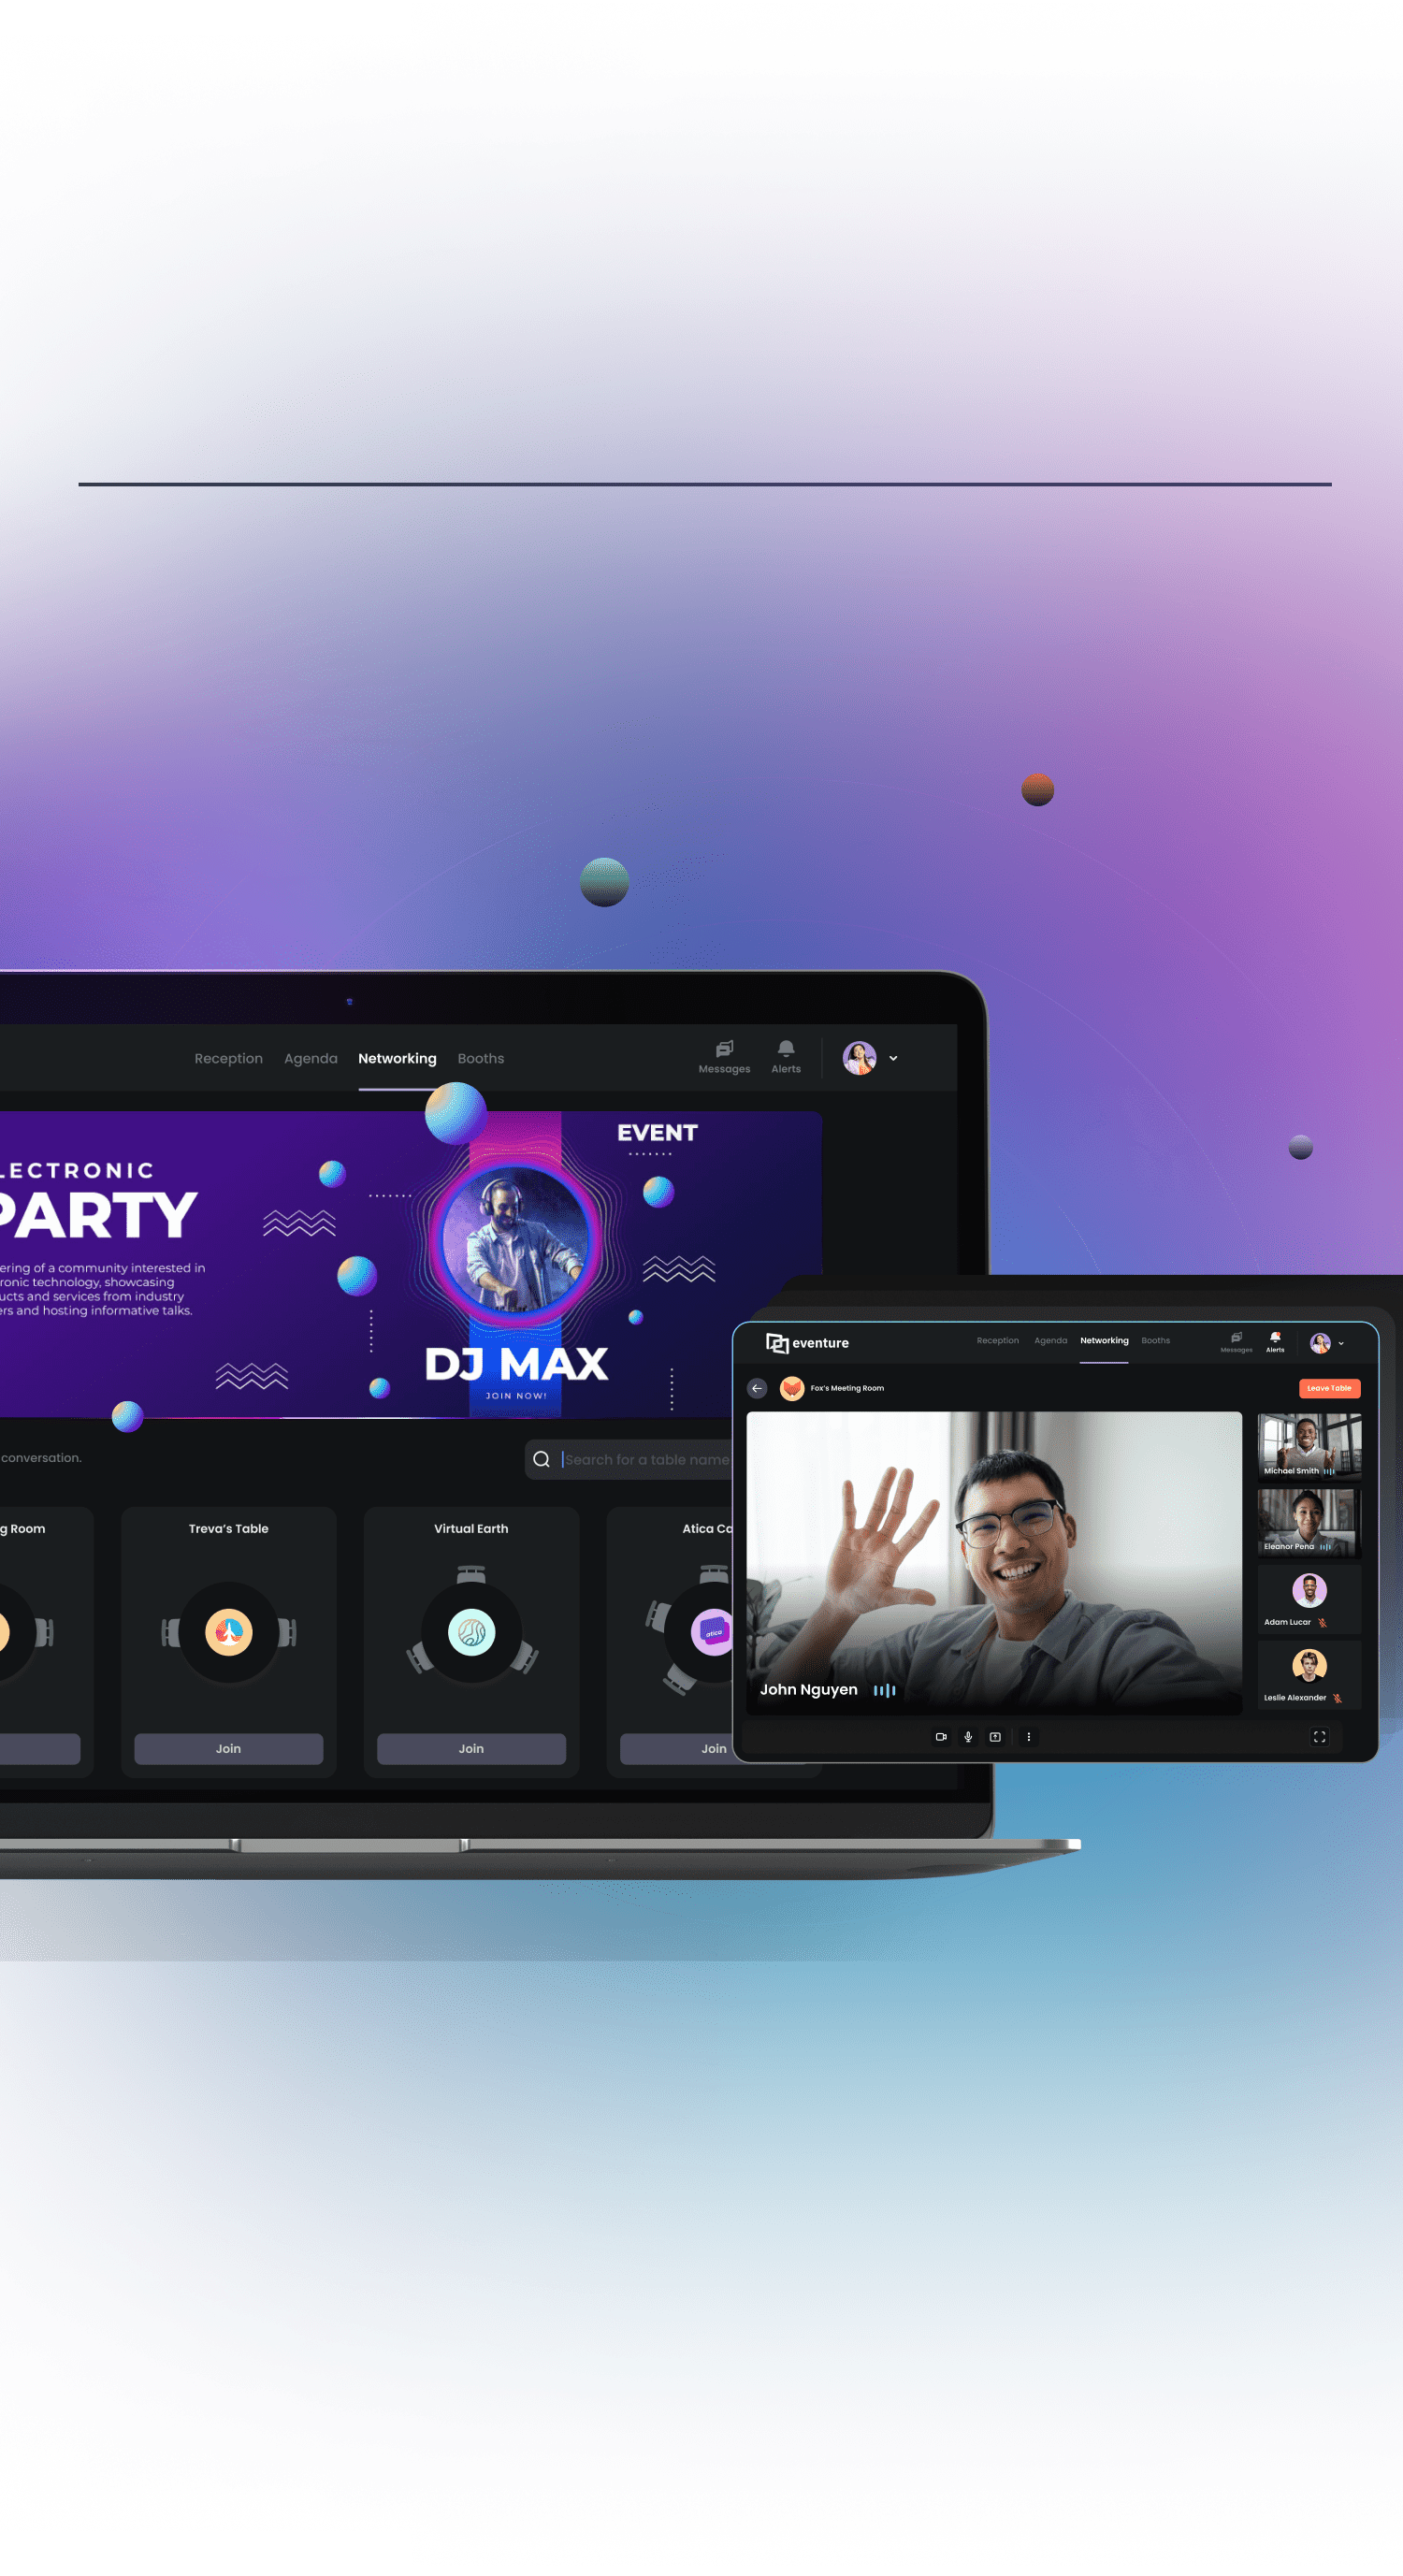 Reception Agenda Networking Booths
Messages Alerts
LECTRONIC
PARTY
ering of a community interested in
ronic technology, showcasing
ucts and services from industry
ers and hosting informative talks.
EVENT
DJ MAX
JOIN NOW!
conversation.
Search for a table name
g Room
Treva's Table
Virtual Earth
Atica Ca
atica
Join
Join
Join
eventure
Reception Agenda Networking Booths
Messages Alerts
Fox's Meeting Room
Leave Table
John Nguyen
Michael Smith
Eleanor Pena
Adam Lucar
Leslie Alexander